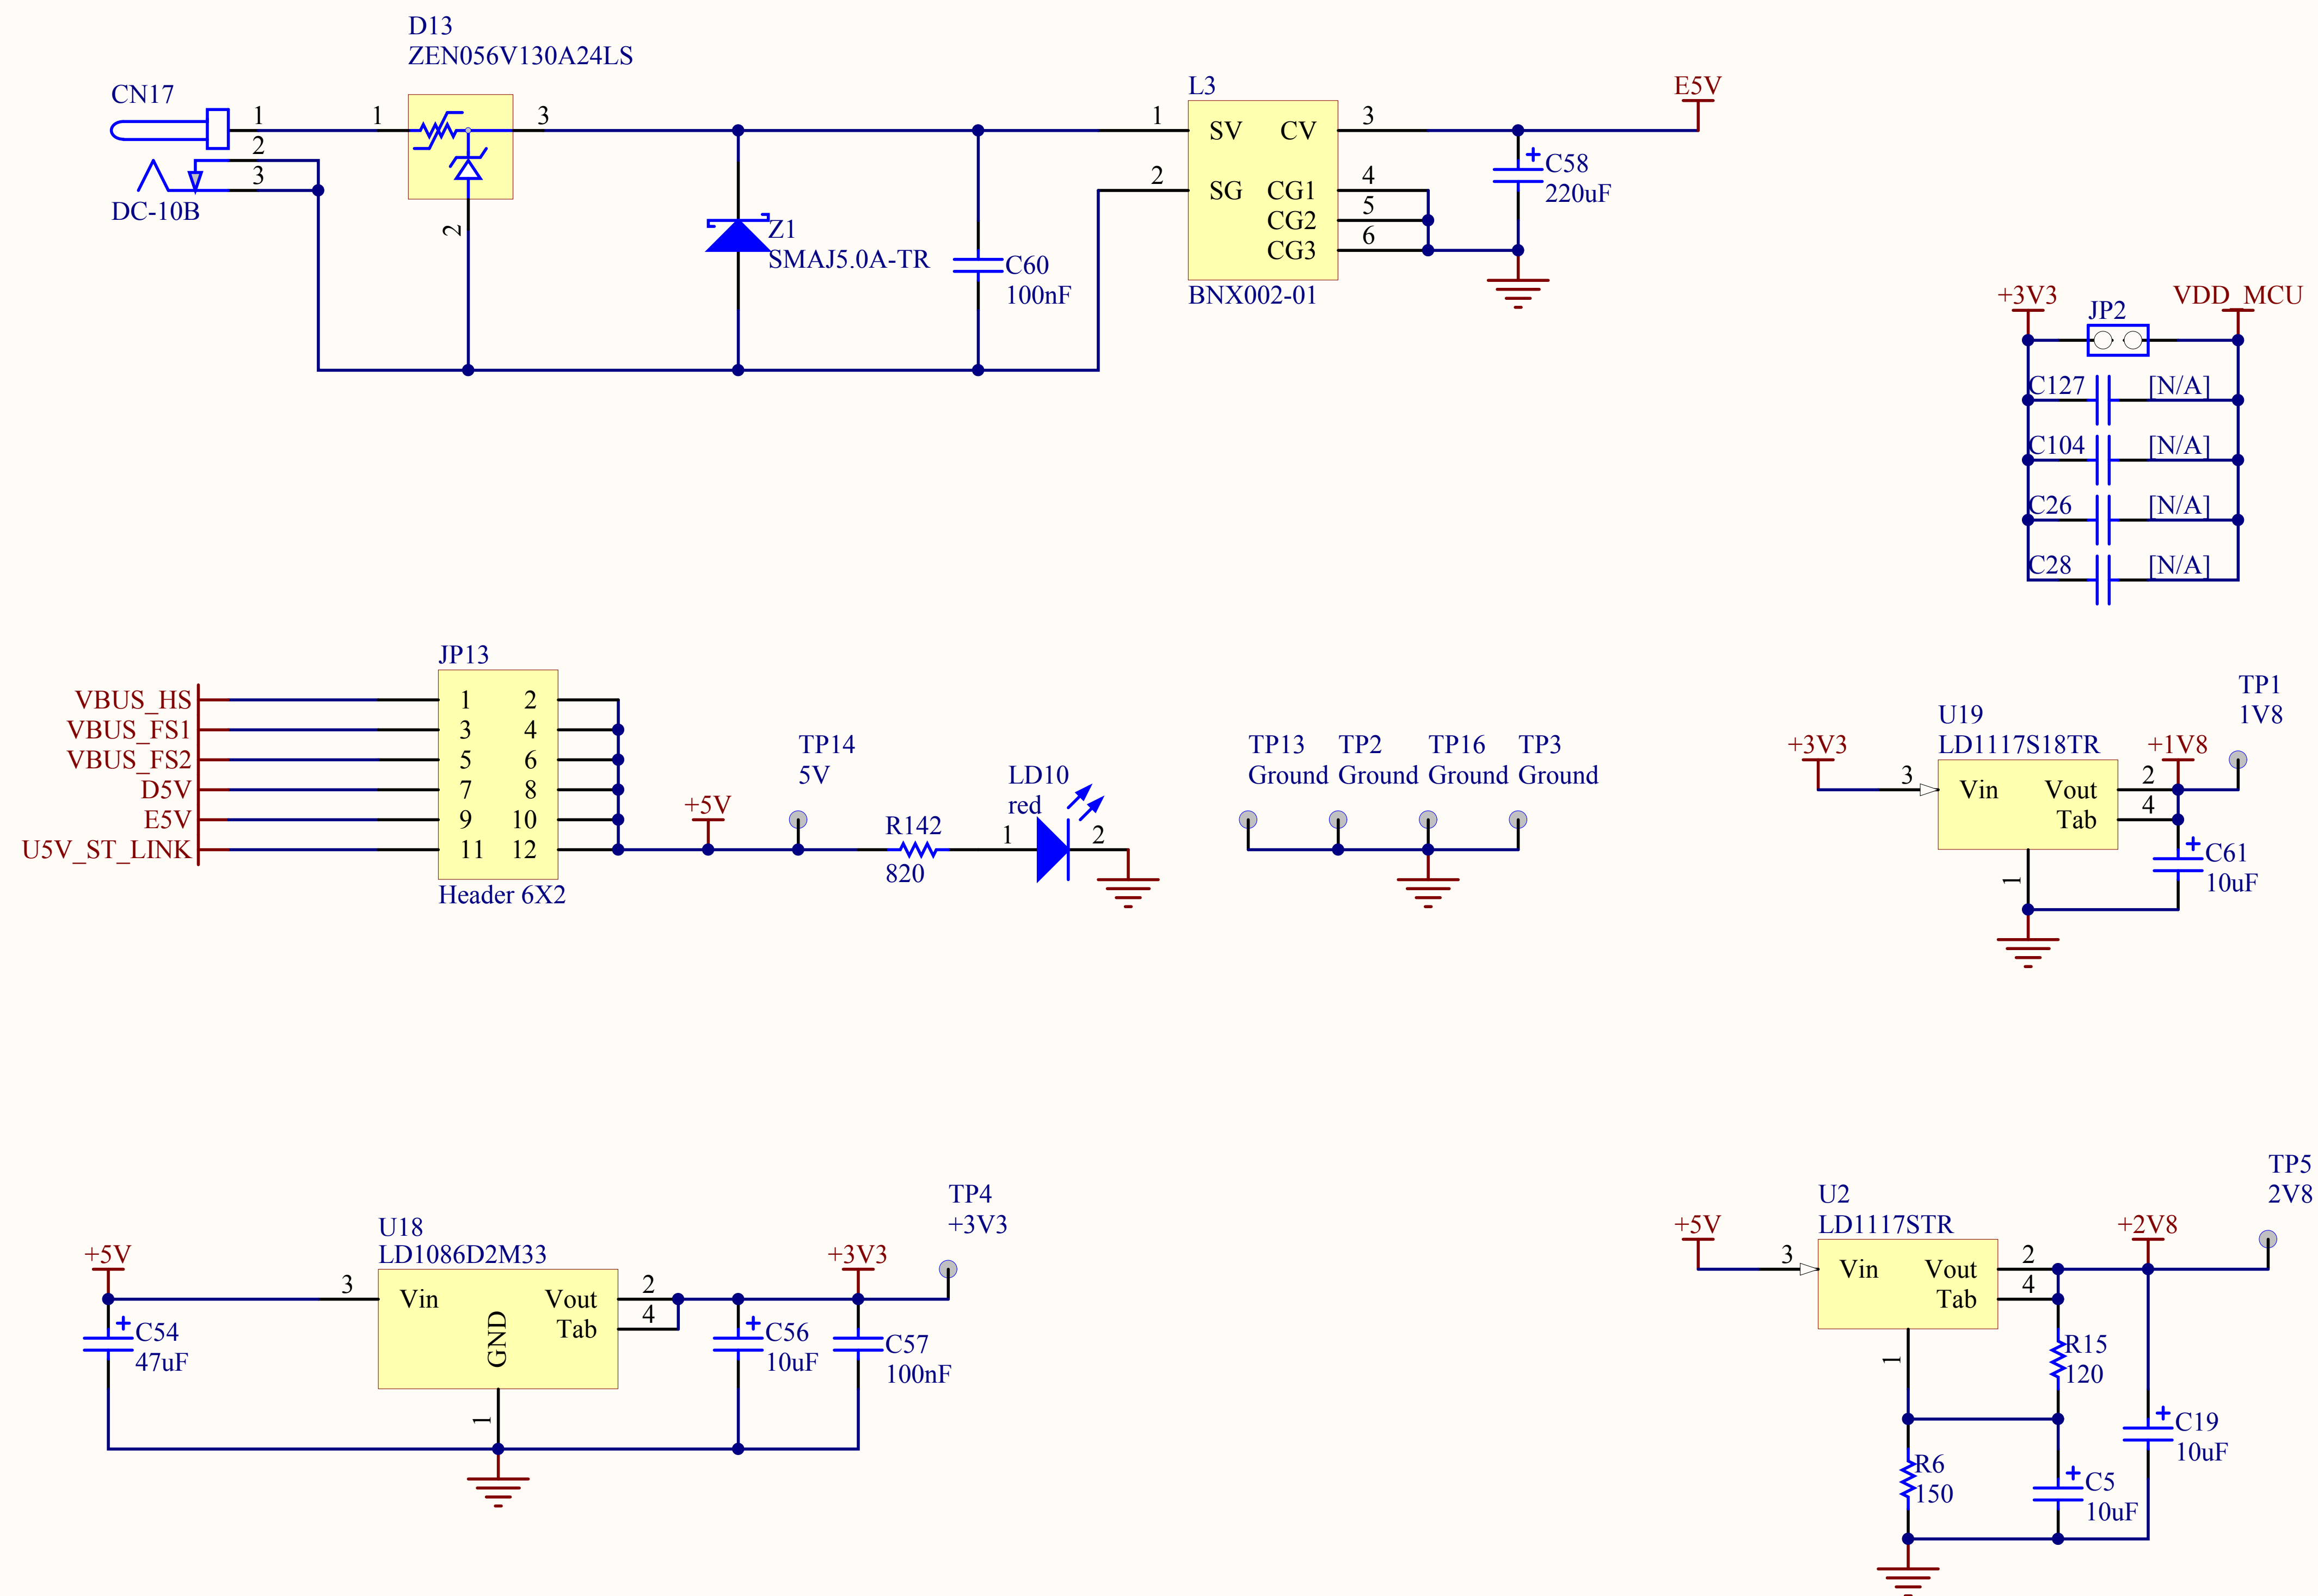 D13
ZEN056V130A24LS
CN17
1
2
3
DC-10B
1
3
2
Z1
SMAJ5.0A-TR
C60
100nF
L3
1
2
SV
SG
CV
CG1
CG2
CG3
3
4
5
6
BNX002-01
E5V
+
C58
220uF
+3V3
JP2
VDD_MCU
C127
[N/A]
C104
[N/A]
C26
[N/A]
C28
[N/A]
JP13
VBUS_HS
1
2
VBUS_FS1
3
4
VBUS_FS2
5
6
D5V
7
8
E5V
9
10
U5V_ST_LINK
11
12
Header 6X2
+5V
TP14
5V
R142
820
LD10
red
1
2
TP13
Ground
TP2
Ground
TP16
Ground
TP3
Ground
TP1
1V8
U19
LD1117S18TR
+3V3
3
Vin
Vout
Tab
2
4
1
+1V8
+
C61
10uF
TP4
+3V3
U18
LD1086D2M33
+5V
3
Vin
GND
Vout
Tab
2
4
1
+3V3
+
C54
47uF
+
C56
10uF
C57
100nF
TP5
2V8
U2
LD1117STR
+5V
3
Vin
Vout
Tab
2
4
1
+2V8
R15
120
+
C19
10uF
R6
150
+
C5
10uF